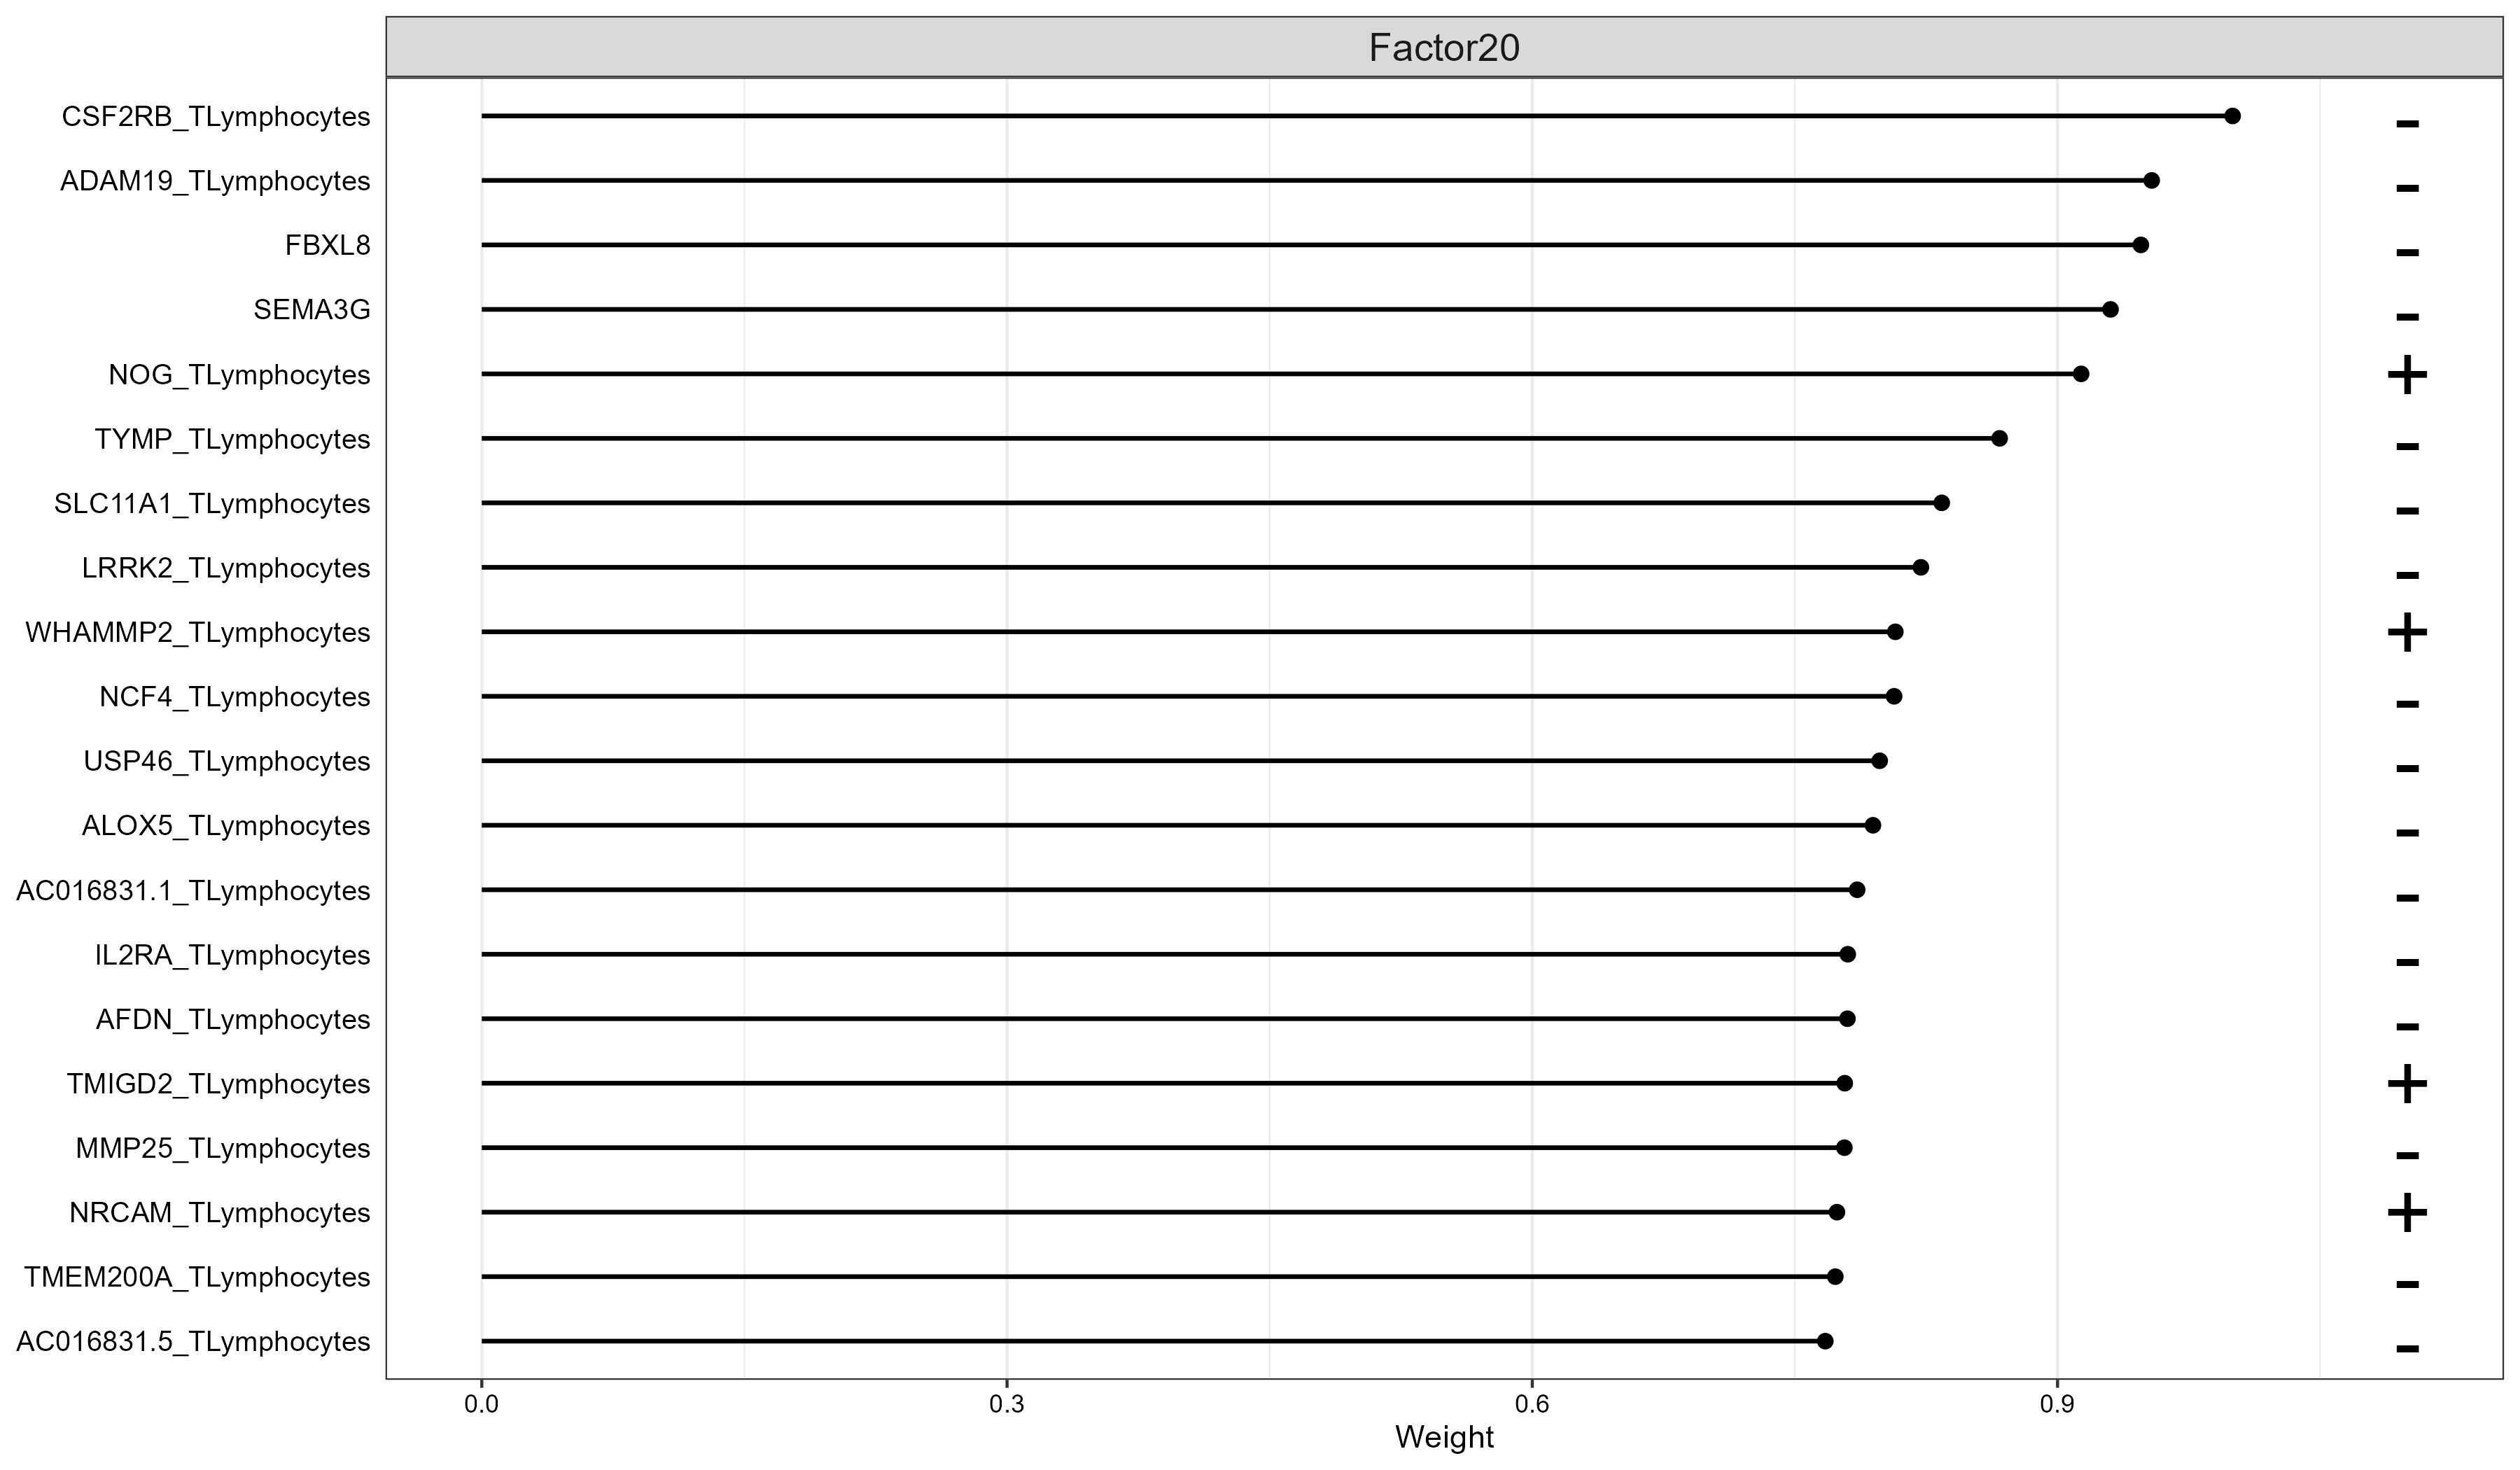 Factor20
CSF2RB_TLymphocytes -
ADAM19_TLymphocytes -
FBXL8 -
SEMA3G -
NOG_TLymphocytes +
TYMP_TLymphocytes -
SLC11A1_TLymphocytes -
LRRK2_TLymphocytes -
WHAMMP2_TLymphocytes +
NCF4_TLymphocytes -
USP46_TLymphocytes -
ALOX5_TLymphocytes -
AC016831.1_TLymphocytes -
IL2RA_TLymphocytes -
AFDN_TLymphocytes -
TMIGD2_TLymphocytes +
MMP25_TLymphocytes -
NRCAM_TLymphocytes +
TMEM200A_TLymphocytes -
AC016831.5_TLymphocytes -
0.0 0.3 0.6 0.9
Weight